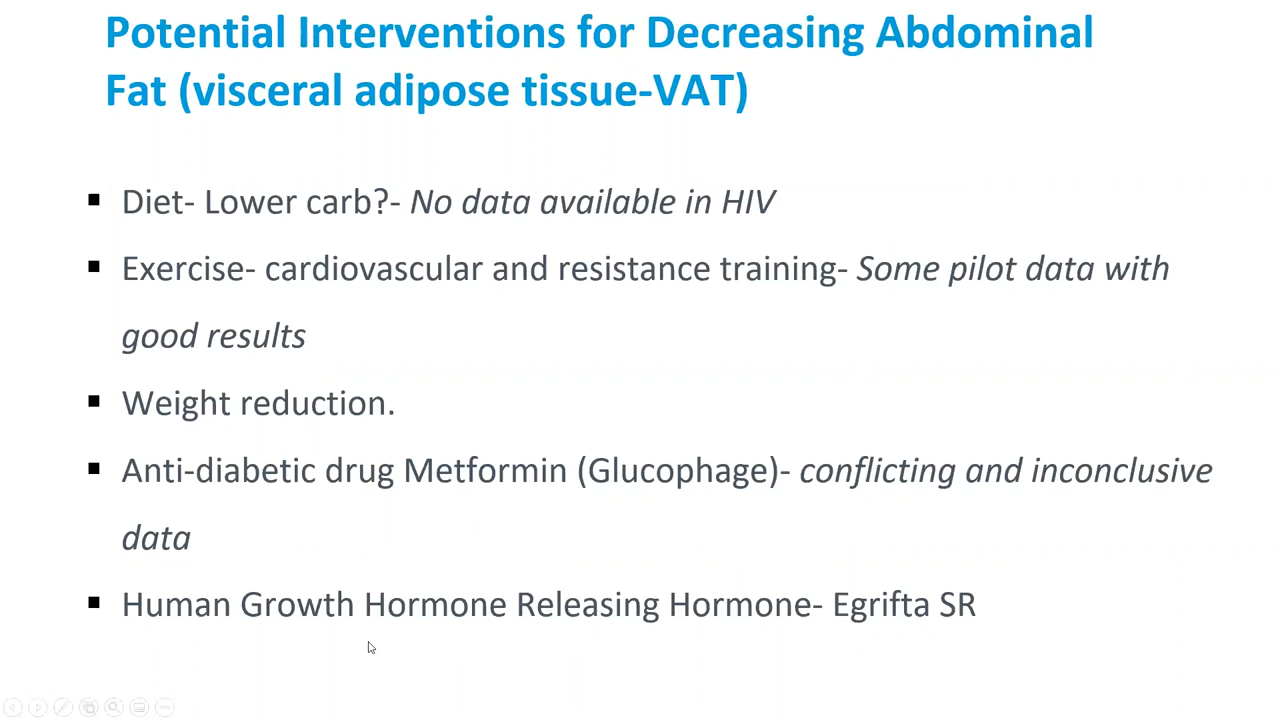 Potential Interventions for Decreasing Abdominal
Fat (visceral adipose tissue-VAT)
▪ Diet- Lower carb?- No data available in HIV
▪ Exercise- cardiovascular and resistance training- Some pilot data with
good results
▪ Weight reduction.
▪ Anti-diabetic drug Metformin (Glucophage)- conflicting and inconclusive
data
▪ Human Growth Hormone Releasing Hormone- Egrifta SR